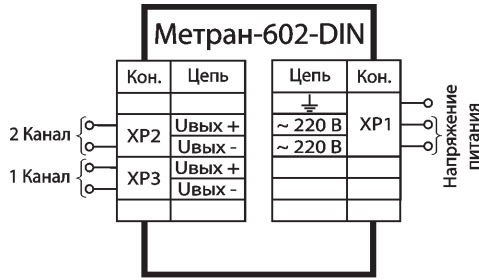 Метран-602-DIN
Кон. Цепь
Цепь Кон.
2 Канал
XP2
Uвых +
Uвых -
1 Канал
XP3
Uвых +
Uвых -
~ 220 В
~ 220 В
XP1
Напряжение
питания